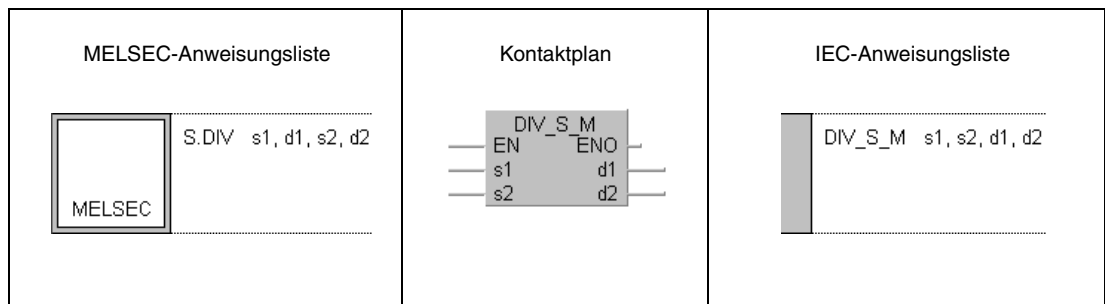 MELSEC-Anweisungsliste
S.DIV s1, d1, s2, d2
MELSEC
Kontaktplan
DIV_S_M
EN ENO
s1 d1
s2 d2
IEC-Anweisungsliste
DIV_S_M s1, s2, d1, d2